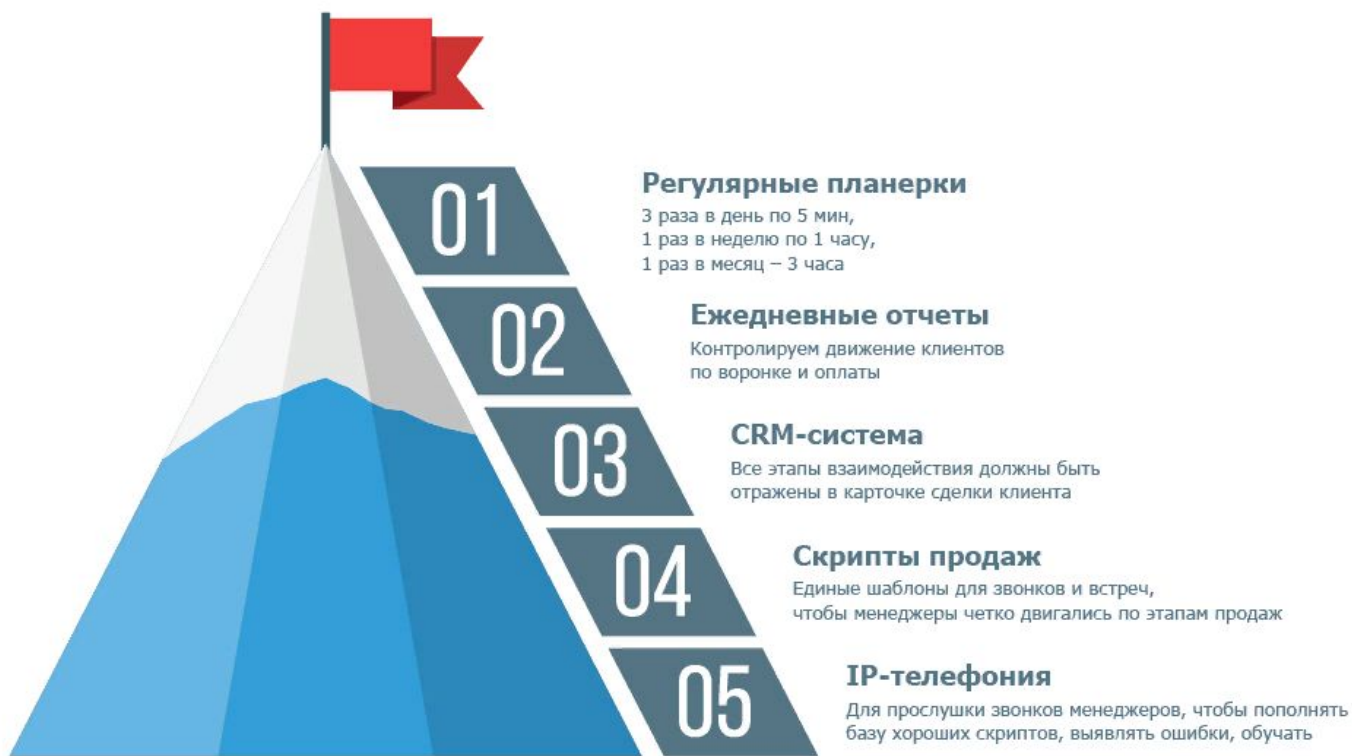 01
Регулярные планерки
3 раза в день по 5 мин,
1 раз в неделю по 1 часу,
1 раз в месяц – 3 часа
02
Ежедневные отчеты
Контролируем движение клиентов
по воронке и оплаты
03
CRM-система
Все этапы взаимодействия должны быть
отражены в карточке сделки клиента
04
Скрипты продаж
Единые шаблоны для звонков и встреч,
чтобы менеджеры четко двигались по этапам продаж
05
IP-телефония
Для прослушки звонков менеджеров, чтобы пополнять
базу хороших скриптов, выявлять ошибки, обучать